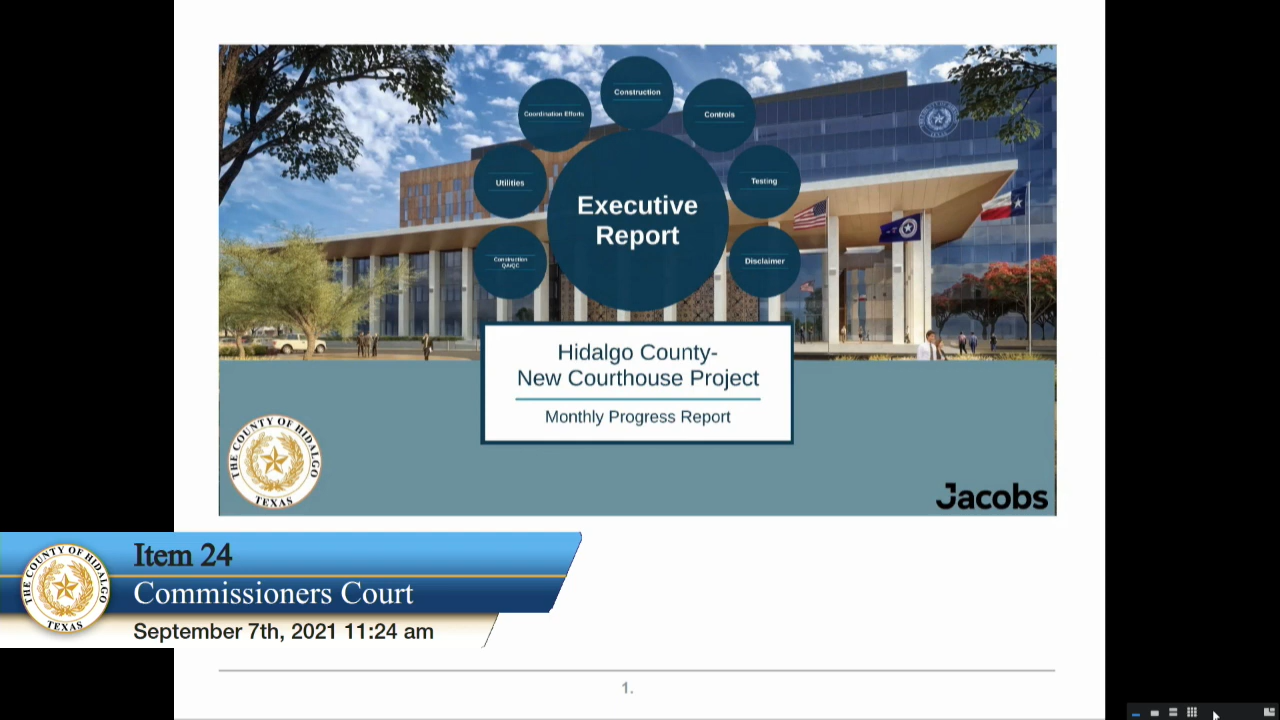 Construction
Coordination Efforts
Controls
Utilities
Testing
Executive
Report
Construction
QA/QC
Disclaimer
Hidalgo County-
New Courthouse Project
Monthly Progress Report
THE COUNTY OF HIDALGO
TEXAS
Jacobs
THE COUNTY OF HIDALGO
TEXAS
Item 24
Commissioners Court
September 7th, 2021 11:24 am
1.